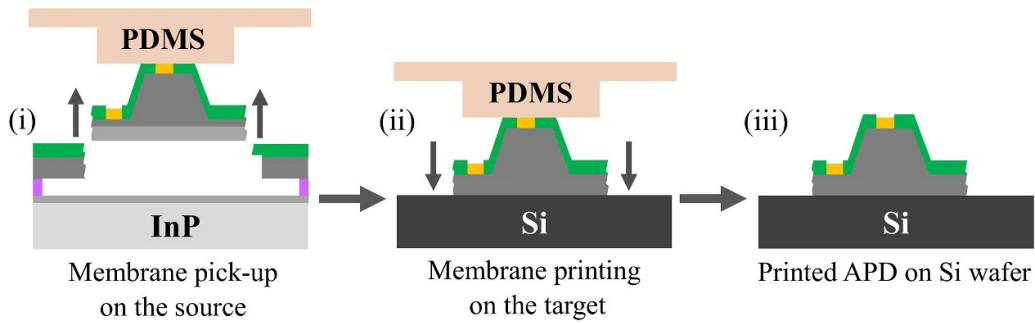 PDMS
(i)
InP
Membrane pick-up
on the source
PDMS
(ii)
Si
Membrane printing
on the target
(iii)
Si
Printed APD on Si wafer